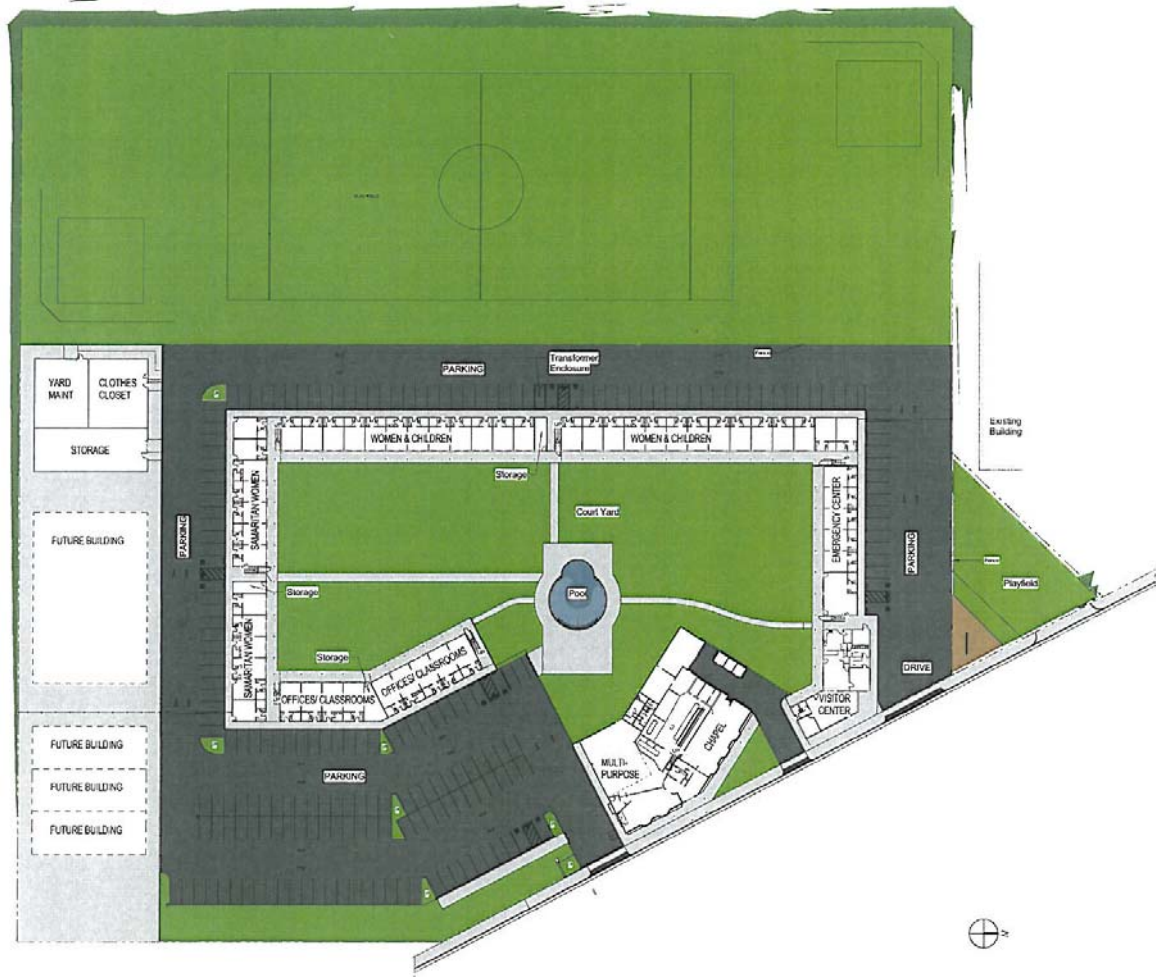 PARKING
Transformer
Enclosure
Fence
YARD
MAINT
CLOTHES
CLOSET
STORAGE
WOMEN & CHILDREN
WOMEN & CHILDREN
Existing
Building
Storage
SAMARITAN WOMEN
Court Yard
EMERGENCY CENTER
FUTURE BUILDING
PARKING
PARKING
Fence
Playfield
Storage
Pool
SAMARITAN WOMEN
Storage
OFFICES/ CLASSROOMS
OFFICES/ CLASSROOMS
DRIVE
VISITOR
CENTER
CHAPEL
MULTI-
PURPOSE
FUTURE BUILDING
PARKING
FUTURE BUILDING
FUTURE BUILDING
N